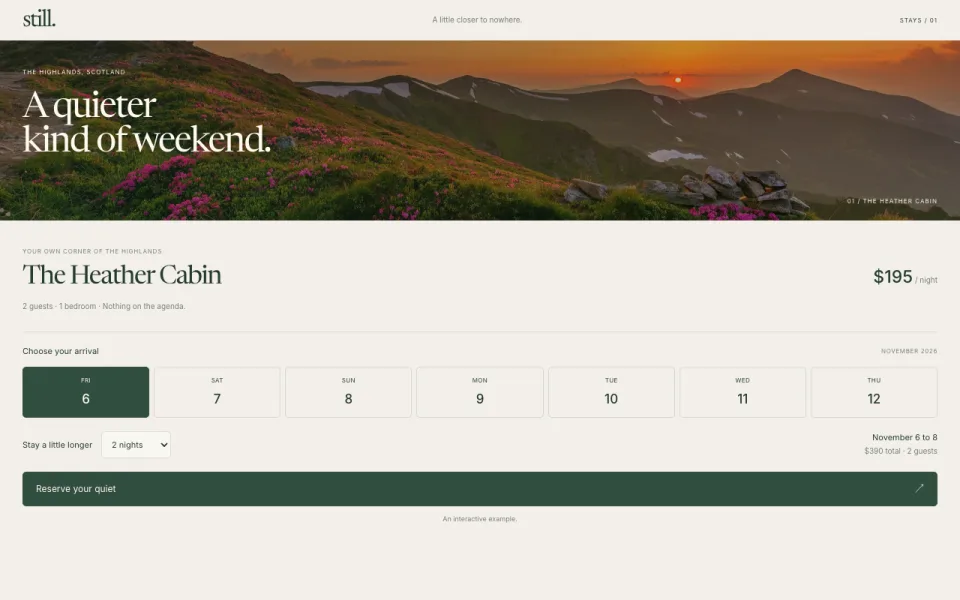 still.
A little closer to nowhere.
STAYS / 01
THE HIGHLANDS, SCOTLAND
A quieter
kind of weekend.
01 / THE HEATHER CABIN
YOUR OWN CORNER OF THE HIGHLANDS
The Heather Cabin
$195 / night
2 guests · 1 bedroom · Nothing on the agenda.
Choose your arrival
NOVEMBER 2026
FRI
6
SAT
7
SUN
8
MON
9
TUE
10
WED
11
THU
12
Stay a little longer
2 nights
November 6 to 8
$390 total · 2 guests
Reserve your quiet
An interactive example.